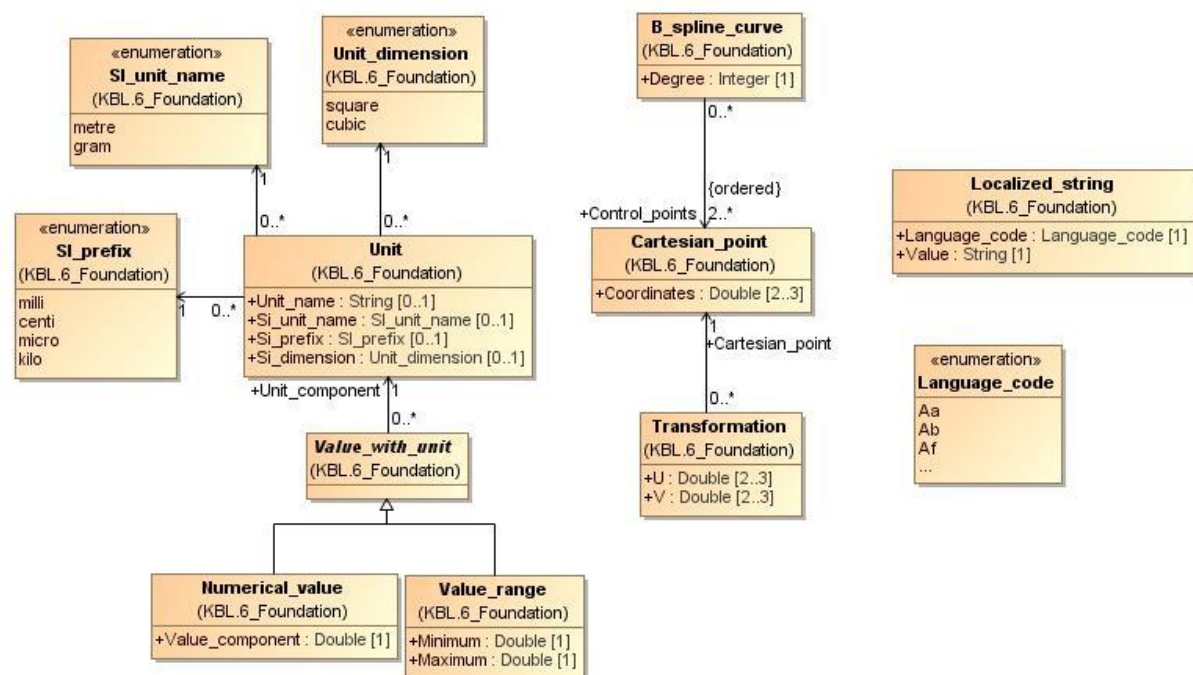 «enumeration»
SI_unit_name
(KBL.6_Foundation)
metre
gram
«enumeration»
Unit_dimension
(KBL.6_Foundation)
square
cubic
B_spline_curve
(KBL.6_Foundation)
+Degree : Integer [1]
1
0..*
1
0..*
0..*
{ordered}
+Control_points
2..*
«enumeration»
SI_prefix
(KBL.6_Foundation)
milli
centi
micro
kilo
1
0..*
Unit
(KBL.6_Foundation)
+Unit_name : String [0..1]
+Si_unit_name : SI_unit_name [0..1]
+Si_prefix : SI_prefix [0..1]
+Si_dimension : Unit_dimension [0..1]
Cartesian_point
(KBL.6_Foundation)
+Coordinates : Double [2..3]
Localized_string
(KBL.6_Foundation)
+Language_code : Language_code [1]
+Value : String [1]
+Unit_component
1
0..*
1
+Cartesian_point
0..*
Value_with_unit
(KBL.6_Foundation)
Transformation
(KBL.6_Foundation)
+U : Double [2..3]
+V : Double [2..3]
«enumeration»
Language_code
Aa
Ab
Af
...
Numerical_value
(KBL.6_Foundation)
+Value_component : Double [1]
Value_range
(KBL.6_Foundation)
+Minimum : Double [1]
+Maximum : Double [1]